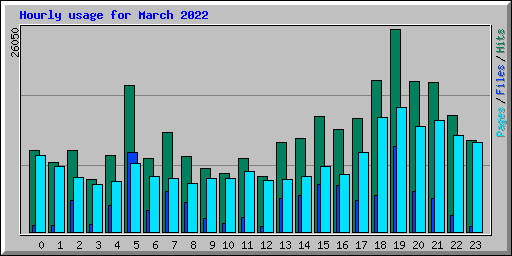 Hourly usage for March 2022
26050
Pages / Files / Hits
0 1 2 3 4 5 6 7 8 9 10 11 12 13 14 15 16 17 18 19 20 21 22 23